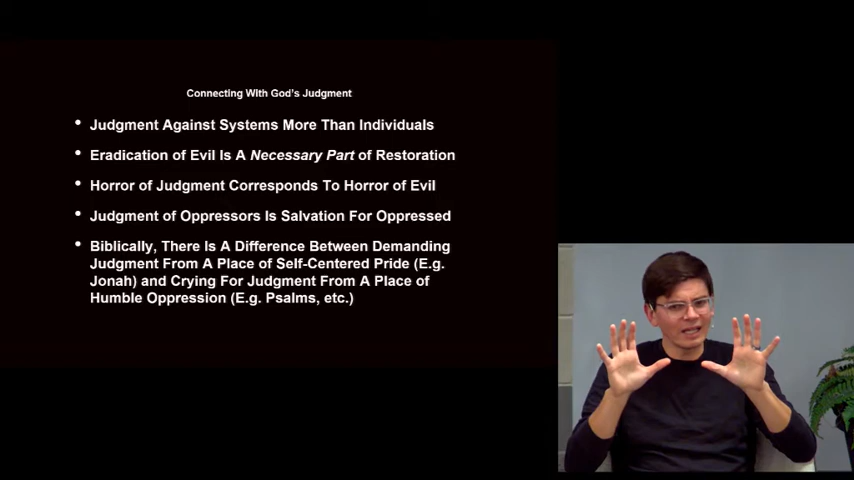 Connecting With God's Judgment
• Judgment Against Systems More Than Individuals
• Eradication of Evil Is A Necessary Part of Restoration
• Horror of Judgment Corresponds To Horror of Evil
• Judgment of Oppressors Is Salvation For Oppressed
• Biblically, There Is A Difference Between Demanding
Judgment From A Place of Self-Centered Pride (E.g.
Jonah) and Crying For Judgment From A Place of
Humble Oppression (E.g. Psalms, etc.)